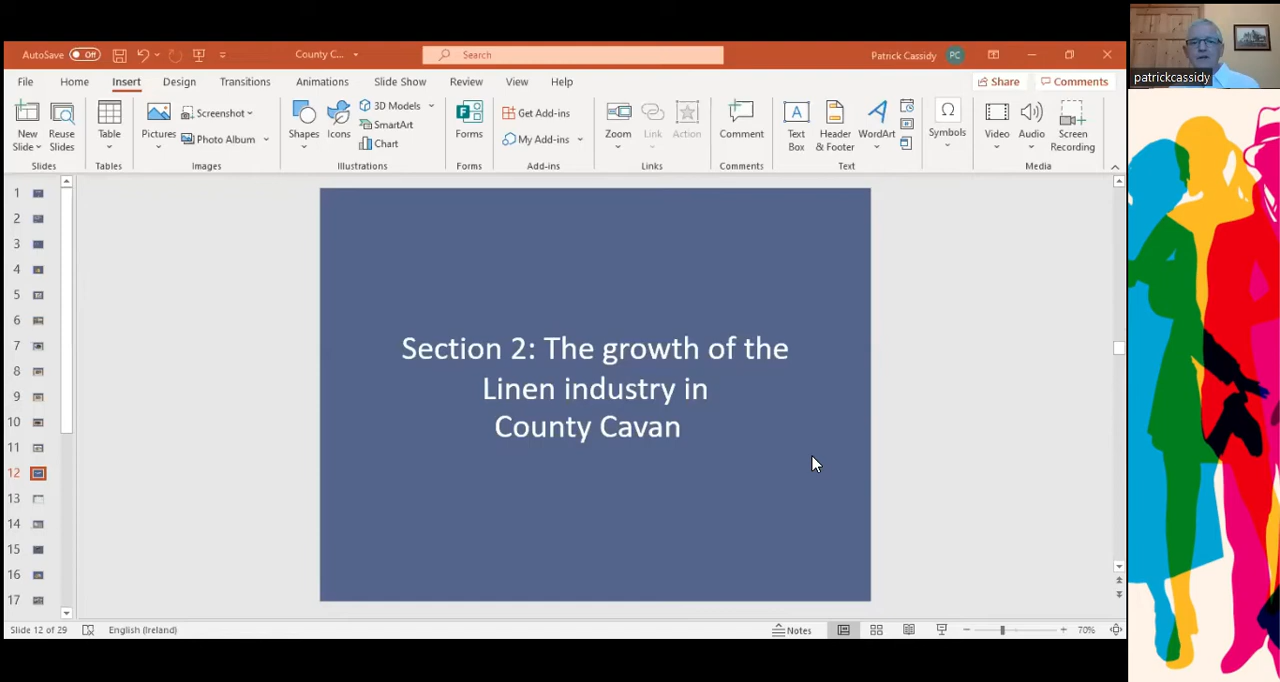 AutoSave Off County C... Search Patrick Cassidy PC
patrickcassidy
File Home Insert Design Transitions Animations Slide Show Review View Help Share Comments
New Slide
Reuse Slides
Table
Pictures
Screenshot
Photo Album
Shapes
Icons
3D Models
SmartArt
Chart
Forms
Get Add-ins
My Add-ins
Zoom
Link
Action
Comment
Text Box
Header & Footer
WordArt
Symbols
Video
Audio
Screen Recording
Slides Tables Images Illustrations Forms Add-ins Links Comments Text Media
1
2
3
4
5
6
7
8
9
10
11
12
13
14
15
16
17
Section 2: The growth of the
Linen industry in
County Cavan
Slide 12 of 29 English (Ireland) Notes 70%